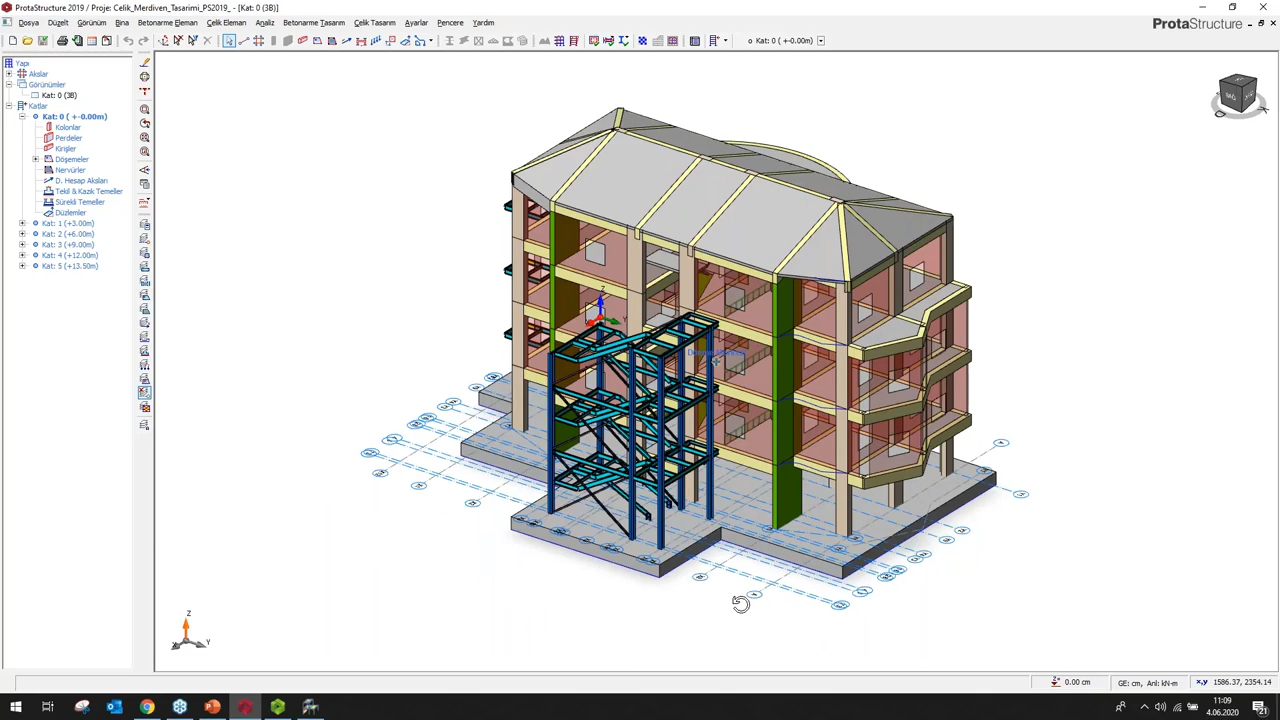 ProtaStructure 2019 / Proje: Celik_Merdiven_Tasarimi_PS2019_ - [Kat: 0 (3B)]
Dosya Düzelt Görünüm Bina Betonarme Eleman Çelik Eleman Analiz Betonarme Tasarım Çelik Tasarım Ayarlar Pencere Yardım
ProtaStructure
Kat: 0 (+-0.00m)
Yapı
Akslar
Görünümler
Kat: 0 (3B)
Katlar
Kat: 0 ( +-0.00m)
Kolonlar
Perdeler
Kirişler
Döşemeler
Nervürler
D. Hesap Aksları
Tekil & Kazık Temeller
Sürekli Temeller
Düzlemler
Kat: 1 (+3.00m)
Kat: 2 (+6.00m)
Kat: 3 (+9.00m)
Kat: 4 (+12.00m)
Kat: 5 (+13.50m)
Z
Y
Z
X
Y
0.00 cm
GE: cm, Anl: kN-m
x,y 1586.37, 2354.14
11:09
4.06.2020
21